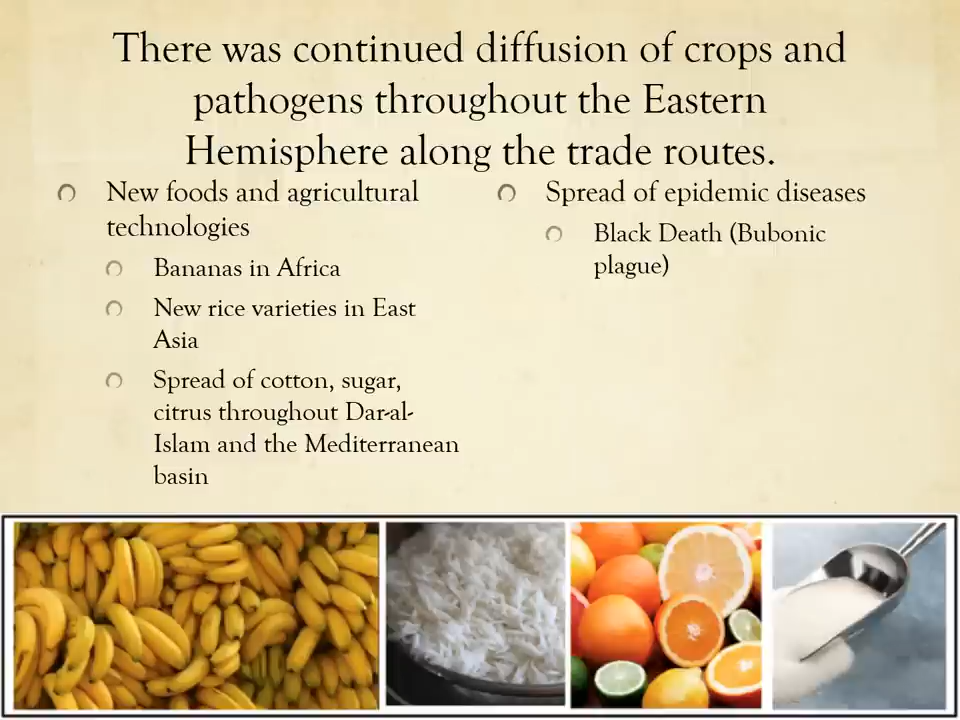 There was continued diffusion of crops and
pathogens throughout the Eastern
Hemisphere along the trade routes.
New foods and agricultural
technologies
Bananas in Africa
New rice varieties in East
Asia
Spread of cotton, sugar,
citrus throughout Dar-al-
Islam and the Mediterranean
basin
Spread of epidemic diseases
Black Death (Bubonic
plague)